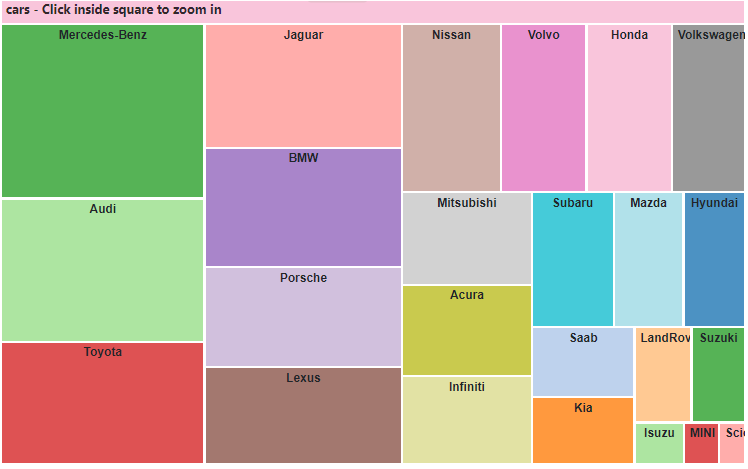 cars - Click inside square to zoom in
Mercedes-Benz
Jaguar
Nissan
Volvo
Honda
Volkswagen
BMW
Audi
Mitsubishi
Subaru
Mazda
Hyundai
Porsche
Acura
Toyota
Saab
LandRov
Suzuki
Lexus
Infiniti
Kia
Isuzu
MINI
Scio